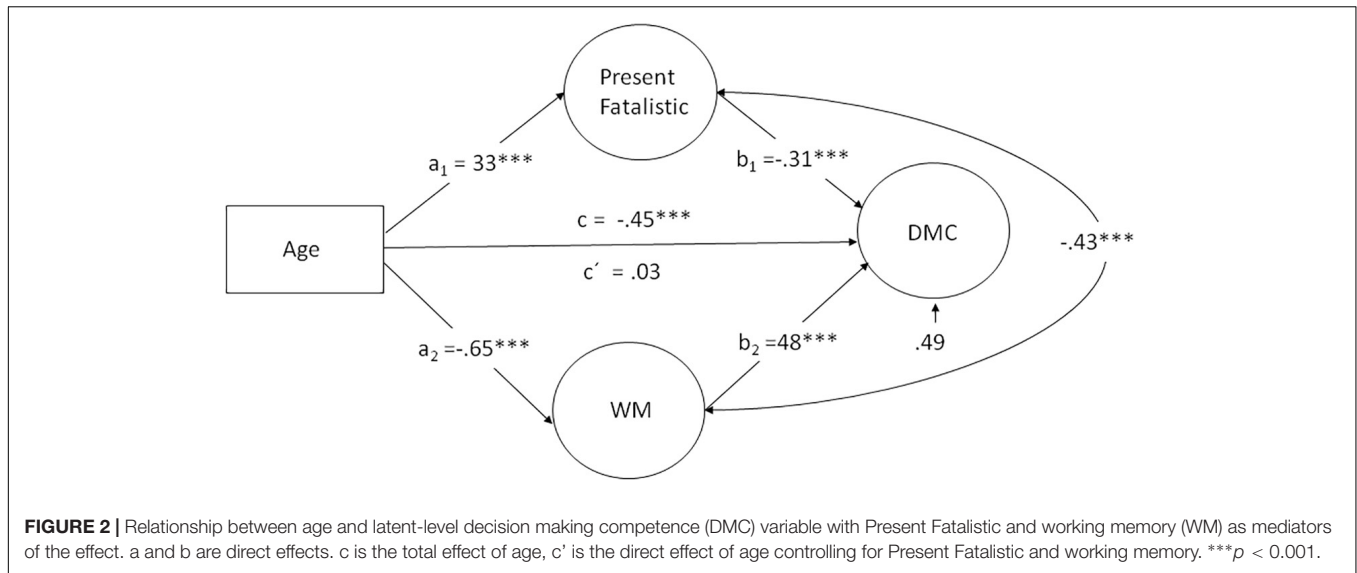 Present
Fatalistic
a₁ = 33***
b₁ =-.31***
c = -.45***
DMC
-.43***
Age
c´ = .03
a₂ =-.65***
b₂ =48***
.49
WM
FIGURE 2 | Relationship between age and latent-level decision making competence (DMC) variable with Present Fatalistic and working memory (WM) as mediators
of the effect. a and b are direct effects. c is the total effect of age, c’ is the direct effect of age controlling for Present Fatalistic and working memory. ***p < 0.001.